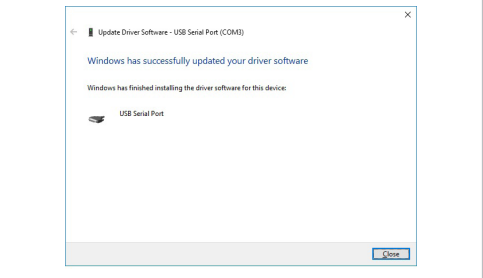 Update Driver Software - USB Serial Port (COM3)
Windows has successfully updated your driver software
Windows has finished installing the driver software for this device:
USB Serial Port
Close